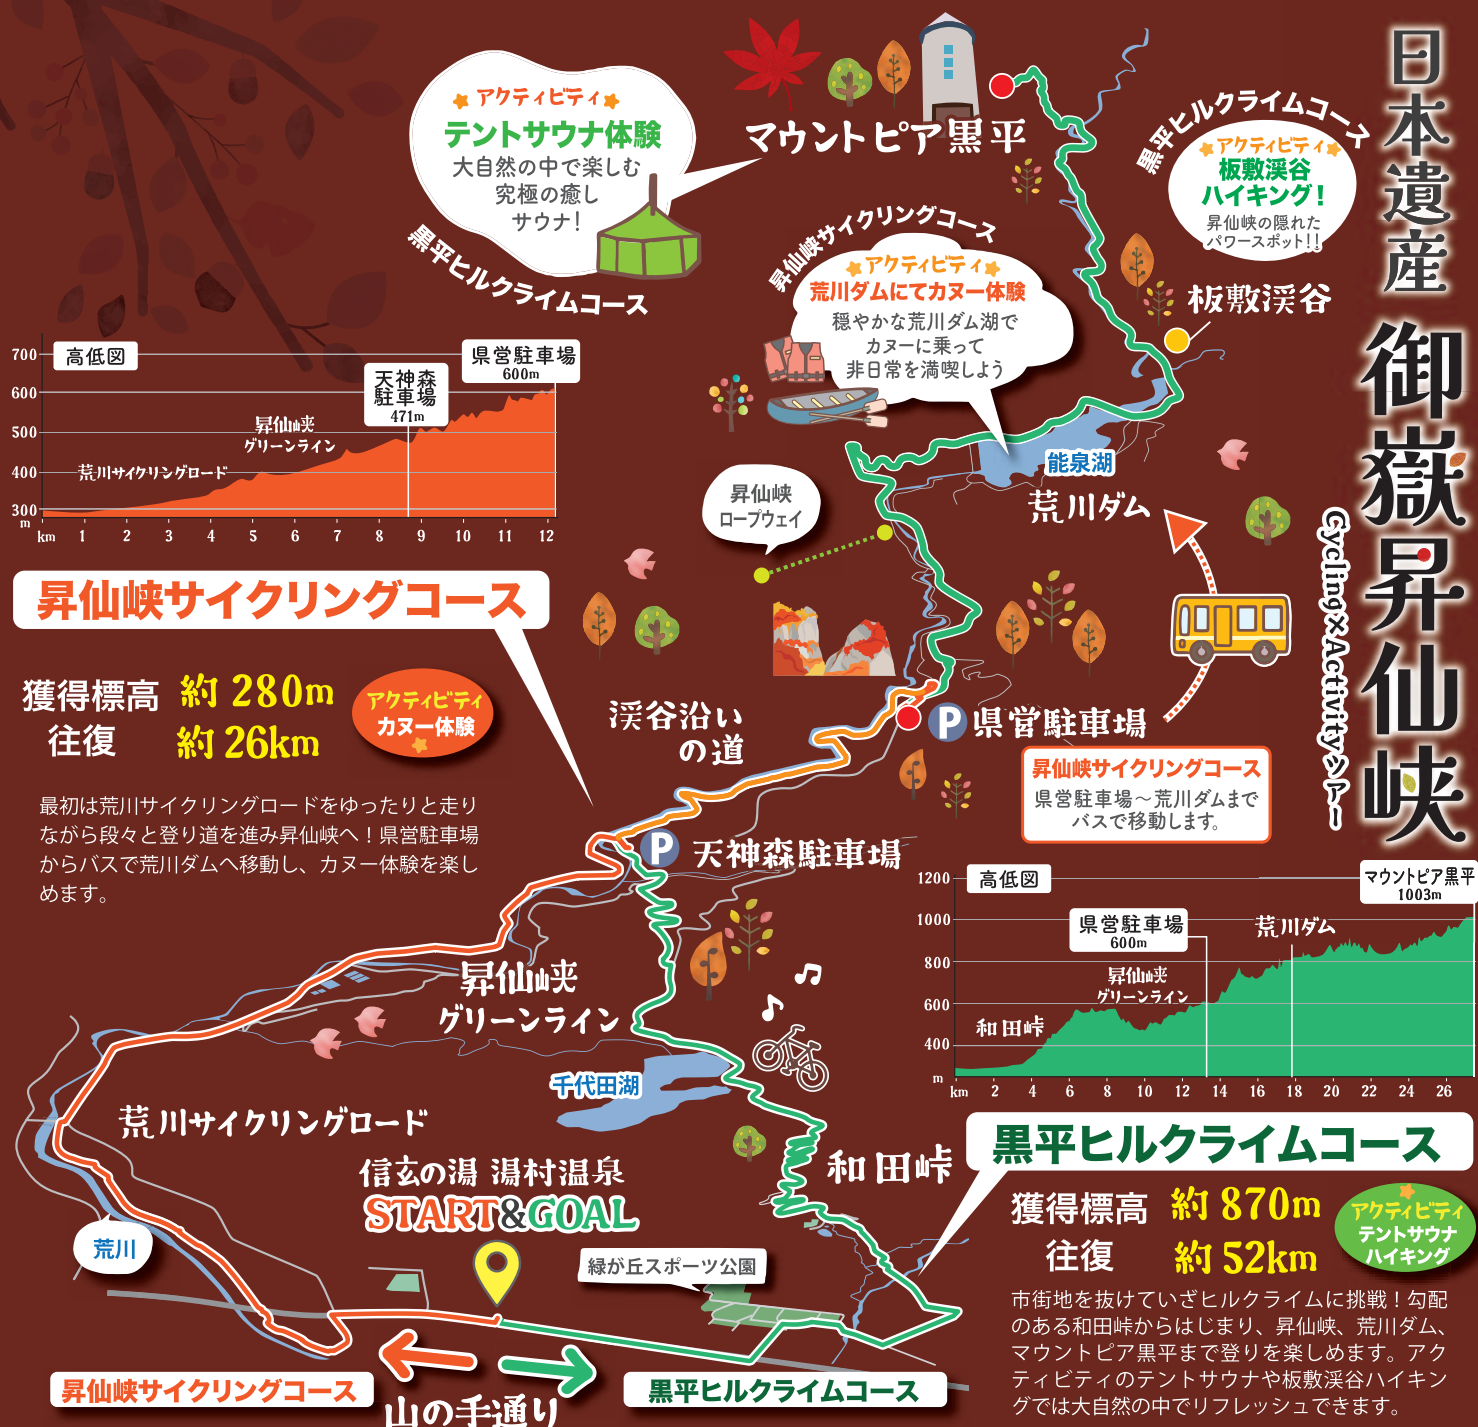 日本遺産 御嶽昇仙峡
Cycling×Activityツアー
アクティビティ
テントサウナ体験
大自然の中で楽しむ
究極の癒し
サウナ!
黒平ヒルクライムコース
マウントピア黒平
黒平ヒルクライムコース
アクティビティ
板敷渓谷
ハイキング!
昇仙峡の隠れた
パワースポット!!
板敷渓谷
昇仙峡サイクリングコース
アクティビティ
荒川ダムにてカヌー体験
穏やかな荒川ダム湖で
カヌーに乗って
非日常を満喫しよう
能泉湖
荒川ダム
昇仙峡
ロープウェイ
高低図
700
600
500
400
300
m
km 1 2 3 4 5 6 7 8 9 10 11 12
荒川サイクリングロード
昇仙峡
グリーンライン
天神森
駐車場
471m
県営駐車場
600m
昇仙峡サイクリングコース
獲得標高 約280m
往復 約26km
アクティビティ
カヌー体験
最初は荒川サイクリングロードをゆったりと走り
ながら段々と登り道を進み昇仙峡へ！県営駐車場
からバスで荒川ダムへ移動し、カヌー体験を楽し
めます。
渓谷沿い
の道
P 県営駐車場
昇仙峡サイクリングコース
県営駐車場～荒川ダムまで
バスで移動します。
P 天神森駐車場
昇仙峡
グリーンライン
千代田湖
荒川サイクリングロード
和田峠
信玄の湯 湯村温泉
START&GOAL
荒川
緑が丘スポーツ公園
昇仙峡サイクリングコース
山の手通り
黒平ヒルクライムコース
高低図
1200
1000
800
600
400
m
km 2 4 6 8 10 12 14 16 18 20 22 24 26
和田峠
昇仙峡
グリーンライン
県営駐車場
600m
荒川ダム
マウントピア黒平
1003m
黒平ヒルクライムコース
獲得標高 約870m
往復 約52km
アクティビティ
テントサウナ
ハイキング
市街地を抜けていざヒルクライムに挑戦！勾配
のある和田峠からはじまり、昇仙峡、荒川ダム、
マウントピア黒平まで登りを楽しめます。アク
ティビティのテントサウナや板敷渓谷ハイキン
グでは大自然の中でリフレッシュできます。